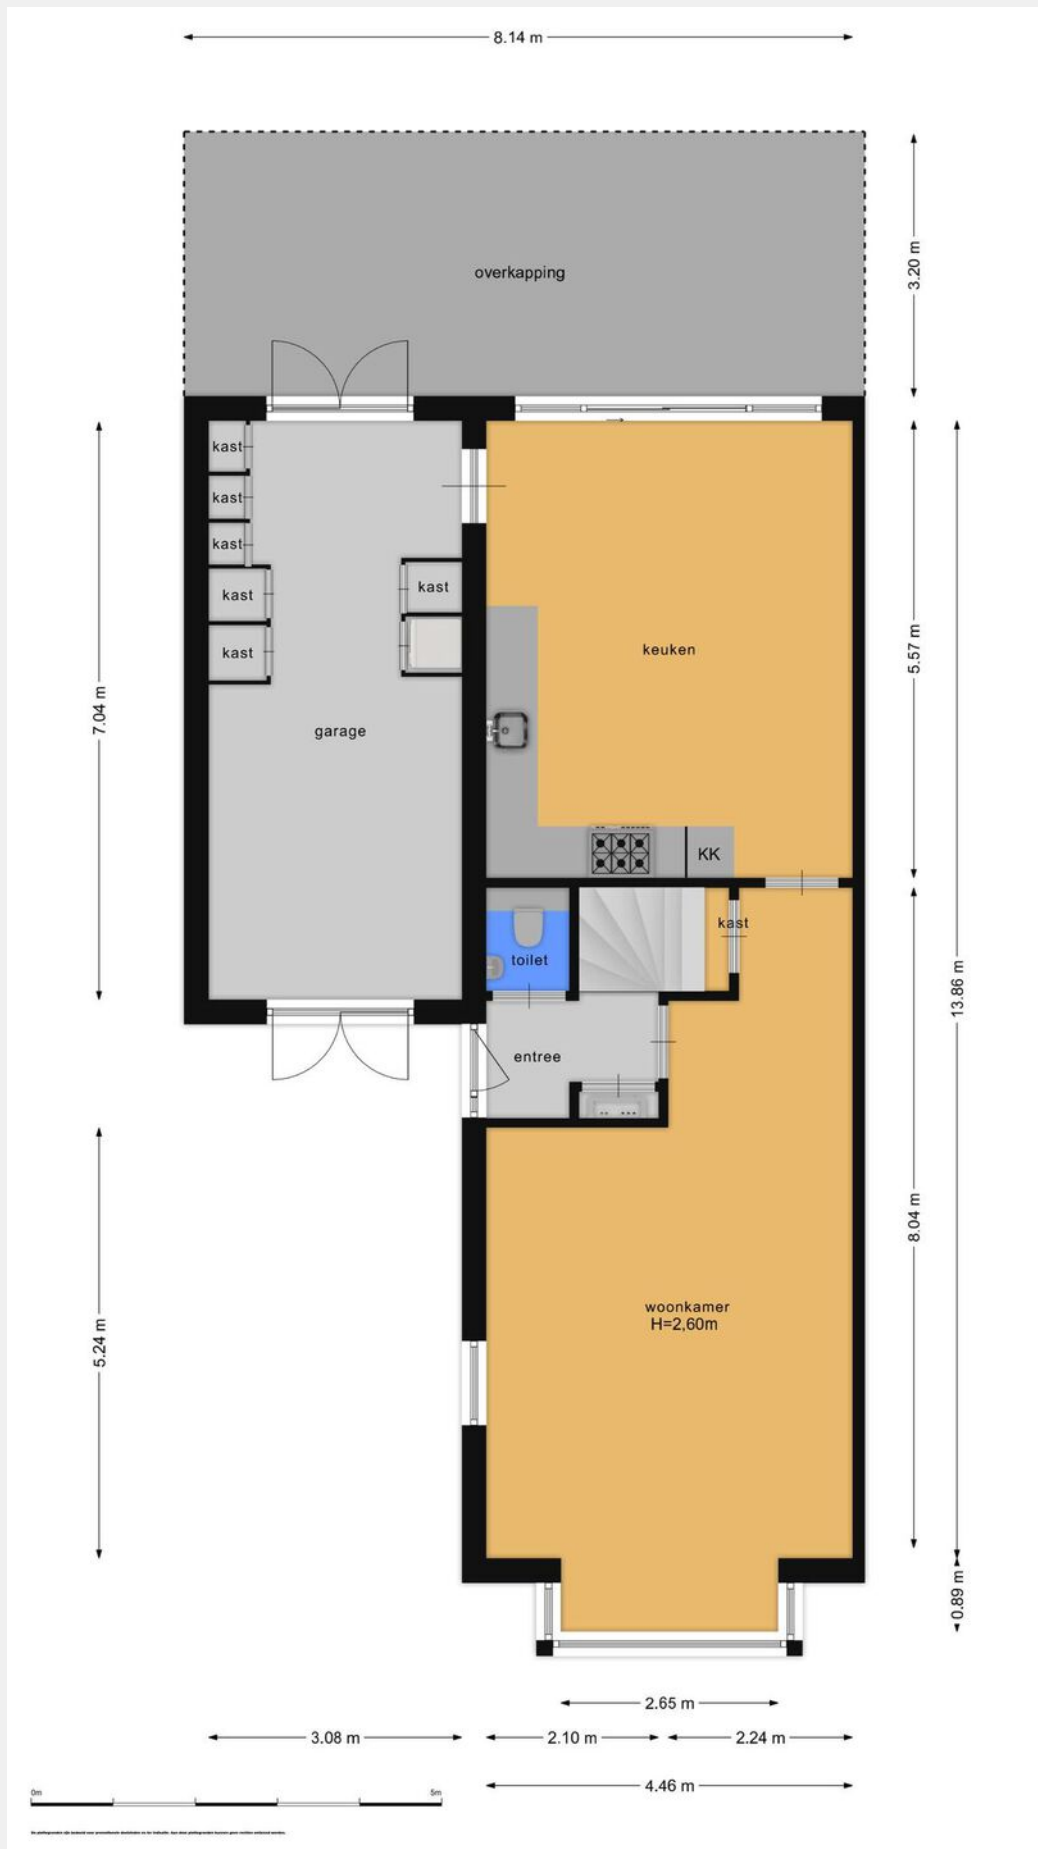 8.14 m
overkapping
3.20 m
kast
kast
kast
kast
kast
kast
keuken
5.57 m
garage
7.04 m
KK
kast
toilet
13.86 m
entree
8.04 m
woonkamer
H=2,60m
5.24 m
0.89 m
2.65 m
3.08 m
2.10 m
2.24 m
4.46 m
0m
5m